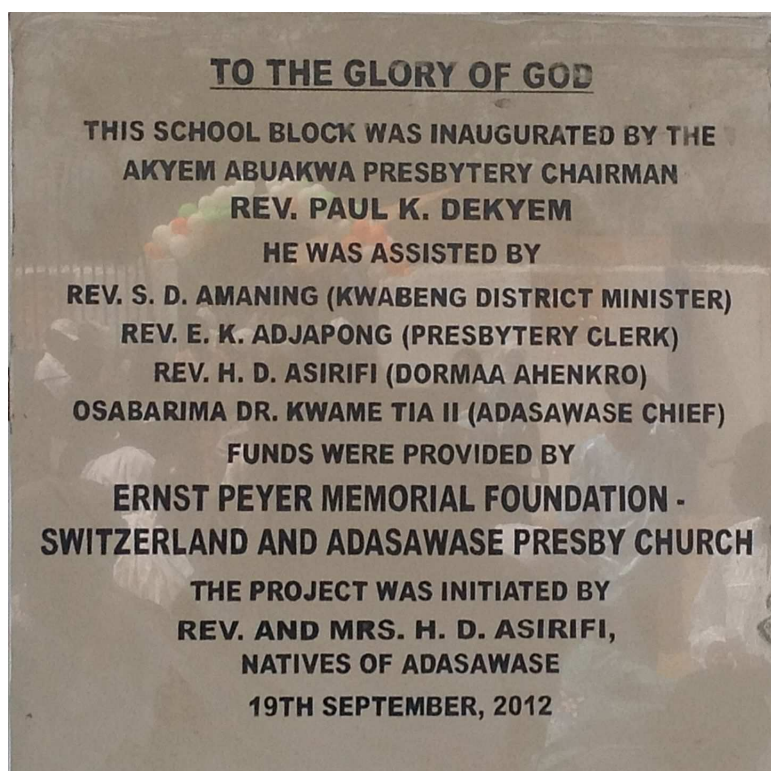 TO THE GLORY OF GOD
THIS SCHOOL BLOCK WAS INAUGURATED BY THE
AKYEM ABUAKWA PRESBYTERY CHAIRMAN
REV. PAUL K. DEKYEM
HE WAS ASSISTED BY
REV. S. D. AMANING (KWABENG DISTRICT MINISTER)
REV. E. K. ADJAPONG (PRESBYTERY CLERK)
REV. H. D. ASIRIFI (DORMAA AHENKRO)
OSABARIMA DR. KWAME TIA II (ADASAWASE CHIEF)
FUNDS WERE PROVIDED BY
ERNST PEYER MEMORIAL FOUNDATION -
SWITZERLAND AND ADASAWASE PRESBY CHURCH
THE PROJECT WAS INITIATED BY
REV. AND MRS. H. D. ASIRIFI,
NATIVES OF ADASAWASE
19TH SEPTEMBER, 2012